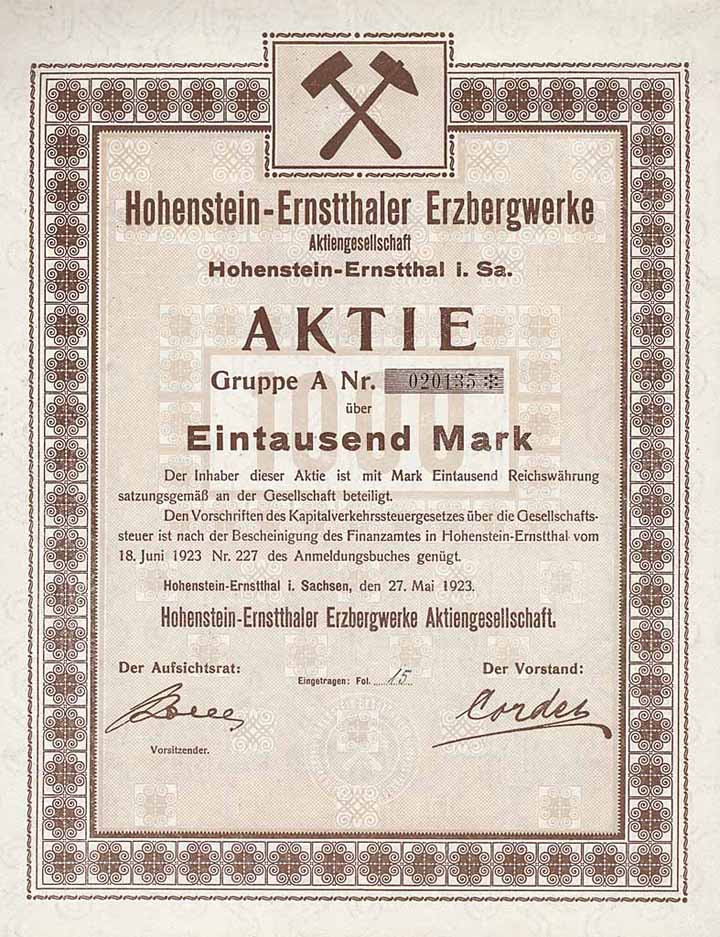 Hohenstein-Ernstthaler Erzbergwerke
Aktiengesellschaft
Hohenstein-Ernstthal i. Sa.
AKTIE
Gruppe A Nr. 020135
über
1000
Eintausend Mark
Der Inhaber dieser Aktie ist mit Mark Eintausend Reichswährung
satzungsgemäß an der Gesellschaft beteiligt.
Den Vorschriften des Kapitalverkehrssteuergesetzes über die Gesellschafts-
steuer ist nach der Bescheinigung des Finanzamtes in Hohenstein-Ernstthal vom
18. Juni 1923 Nr. 227 des Anmeldungsbuches genügt.
Hohenstein-Ernstthal i. Sachsen, den 27. Mai 1923.
Hohenstein-Ernstthaler Erzbergwerke Aktiengesellschaft.
Der Aufsichtsrat:
Eingetragen: Fol. 15
Der Vorstand:
Cordes
Vorsitzender.